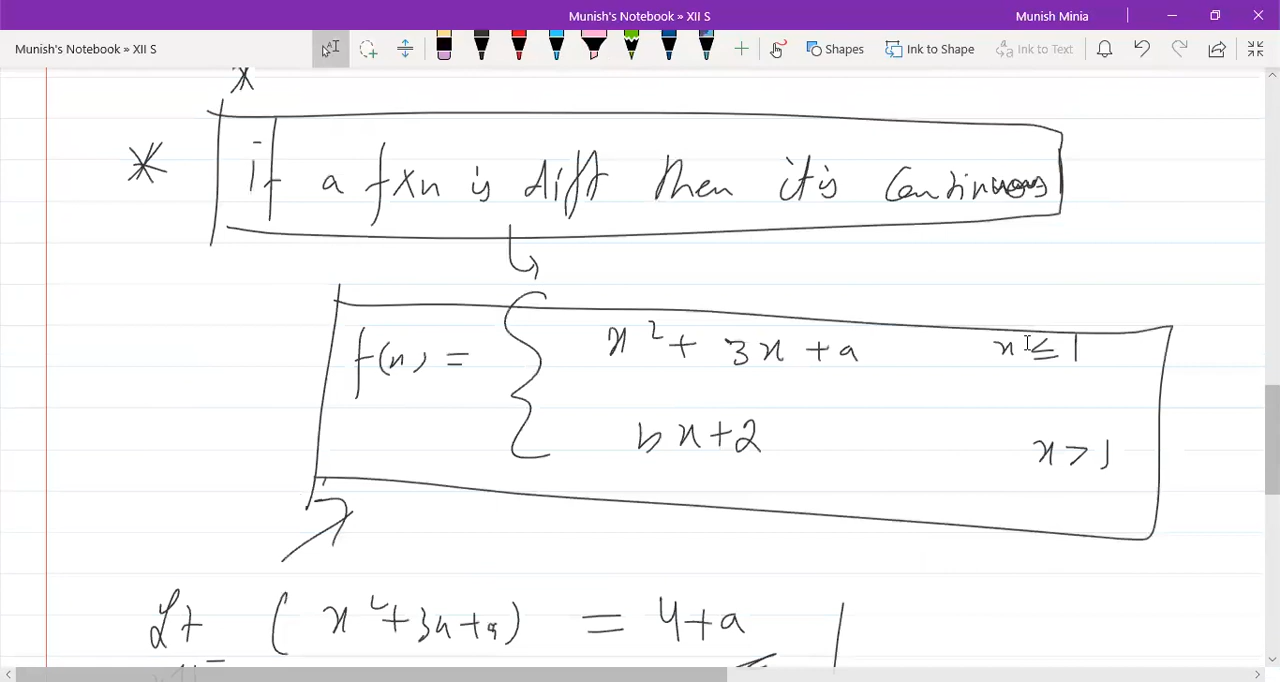 Munish's Notebook » XII S
Munish Minia
Munish's Notebook » XII S
Shapes
Ink to Shape
Ink to Text
* if a fxn is diff then it is continuous
f(x) = { x² + 3x + a x ≤ 1
bx + 2 x > 1
Lt ( x² + 3x + a ) = 4 + a